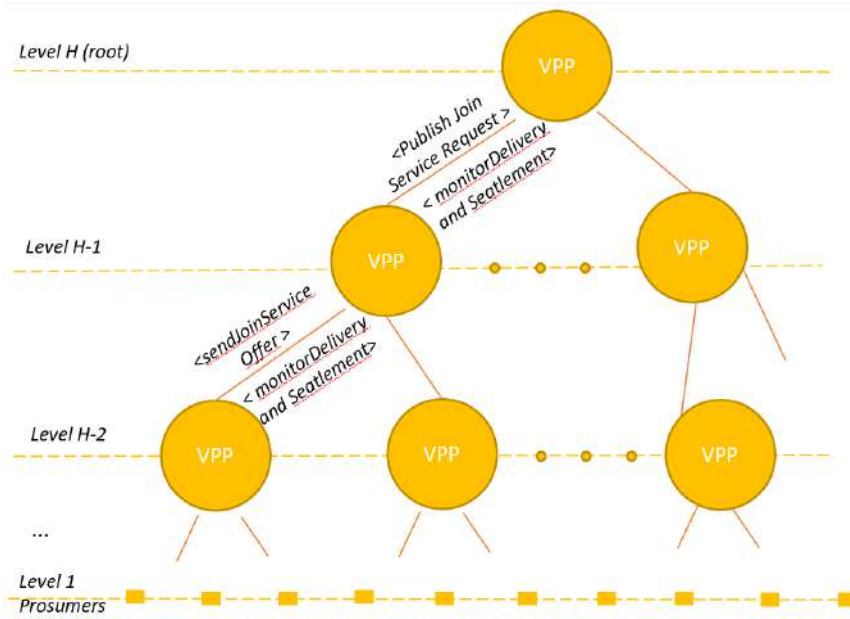 Level H (root)
VPP
<Publish Join
Service Request >
< monitorDelivery
and Seatlement>
Level H-1
VPP
VPP
<sendJoinService
Offer >
< monitorDelivery
and Seatlement>
Level H-2
VPP
VPP
VPP
...
Level 1
Prosumers